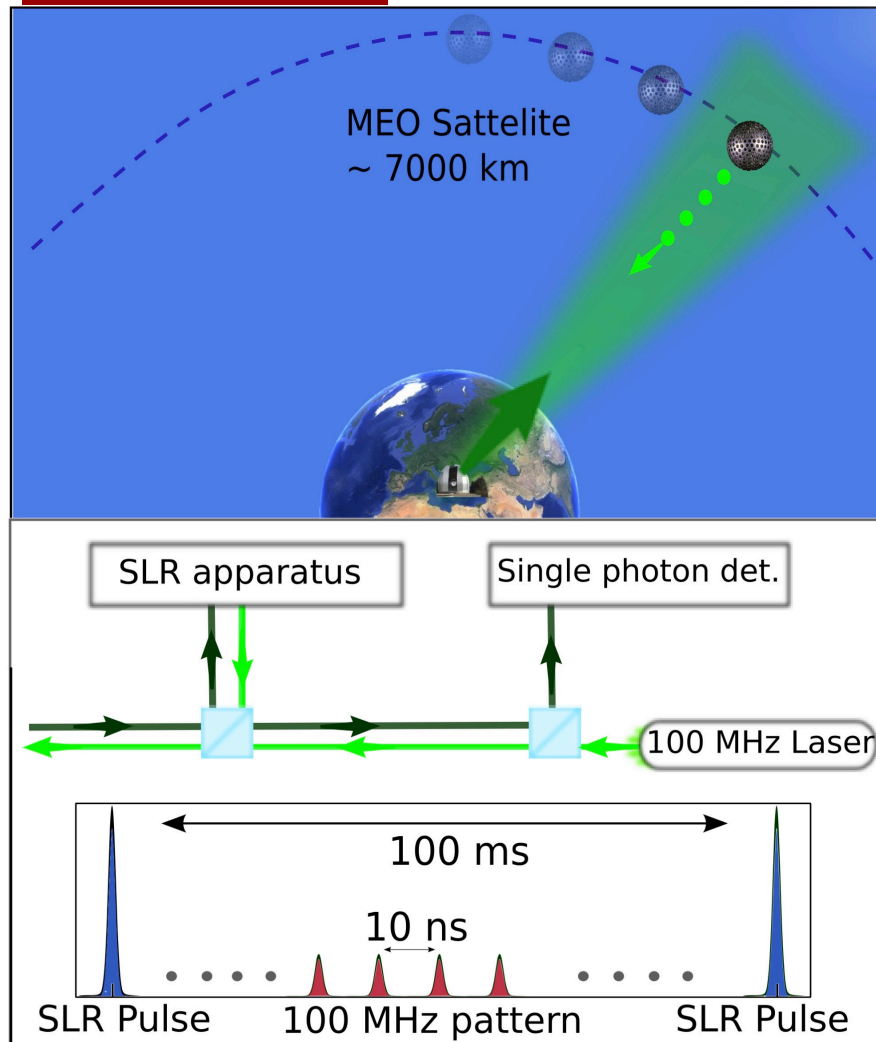 MEO Sattelite
~ 7000 km
SLR apparatus
Single photon det.
100 MHz Laser
100 ms
10 ns
SLR Pulse
100 MHz pattern
SLR Pulse